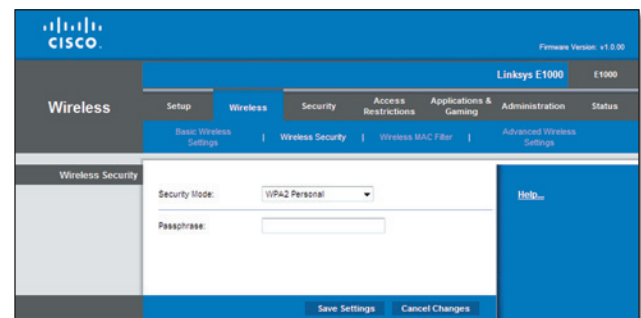 CISCO.
Firmware Version: v1.0.00
Linksys E1000 E1000
Wireless
Setup Wireless Security Access Restrictions Applications & Gaming Administration Status
Basic Wireless Settings | Wireless Security | Wireless MAC Filter | Advanced Wireless Settings
Wireless Security
Security Mode: WPA2 Personal
Help...
Passphrase:
Save Settings Cancel Changes